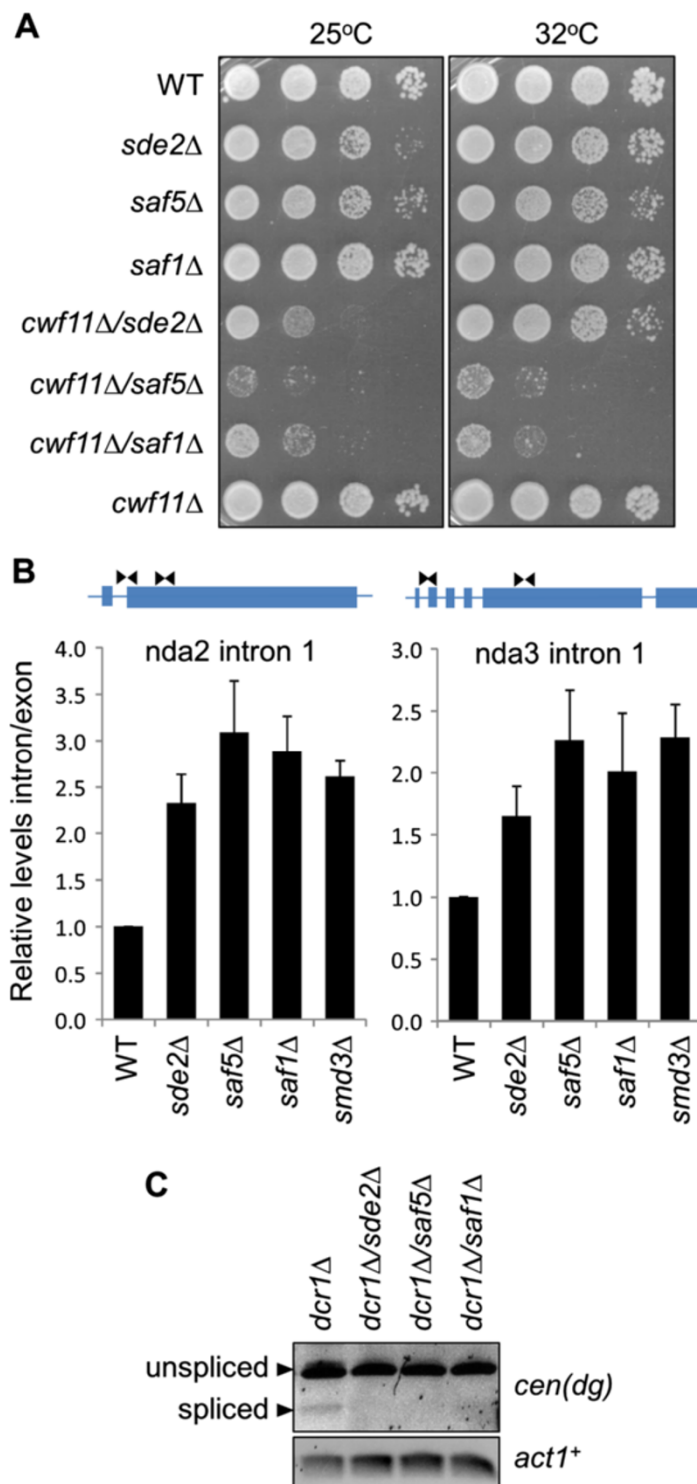 A
25°C
32°C
WT
sde2Δ
saf5Δ
saf1Δ
cwf11Δ/sde2Δ
cwf11Δ/saf5Δ
cwf11Δ/saf1Δ
cwf11Δ
B
nda2 intron 1
nda3 intron 1
Relative levels intron/exon
4.0
3.5
3.0
2.5
2.0
1.5
1.0
0.5
0.0
3.0
2.5
2.0
1.5
1.0
0.5
0.0
WT
sde2Δ
saf5Δ
saf1Δ
smd3Δ
WT
sde2Δ
saf5Δ
saf1Δ
smd3Δ
C
dcr1Δ
dcr1Δ/sde2Δ
dcr1Δ/saf5Δ
dcr1Δ/saf1Δ
unspliced
spliced
cen(dg)
act1+